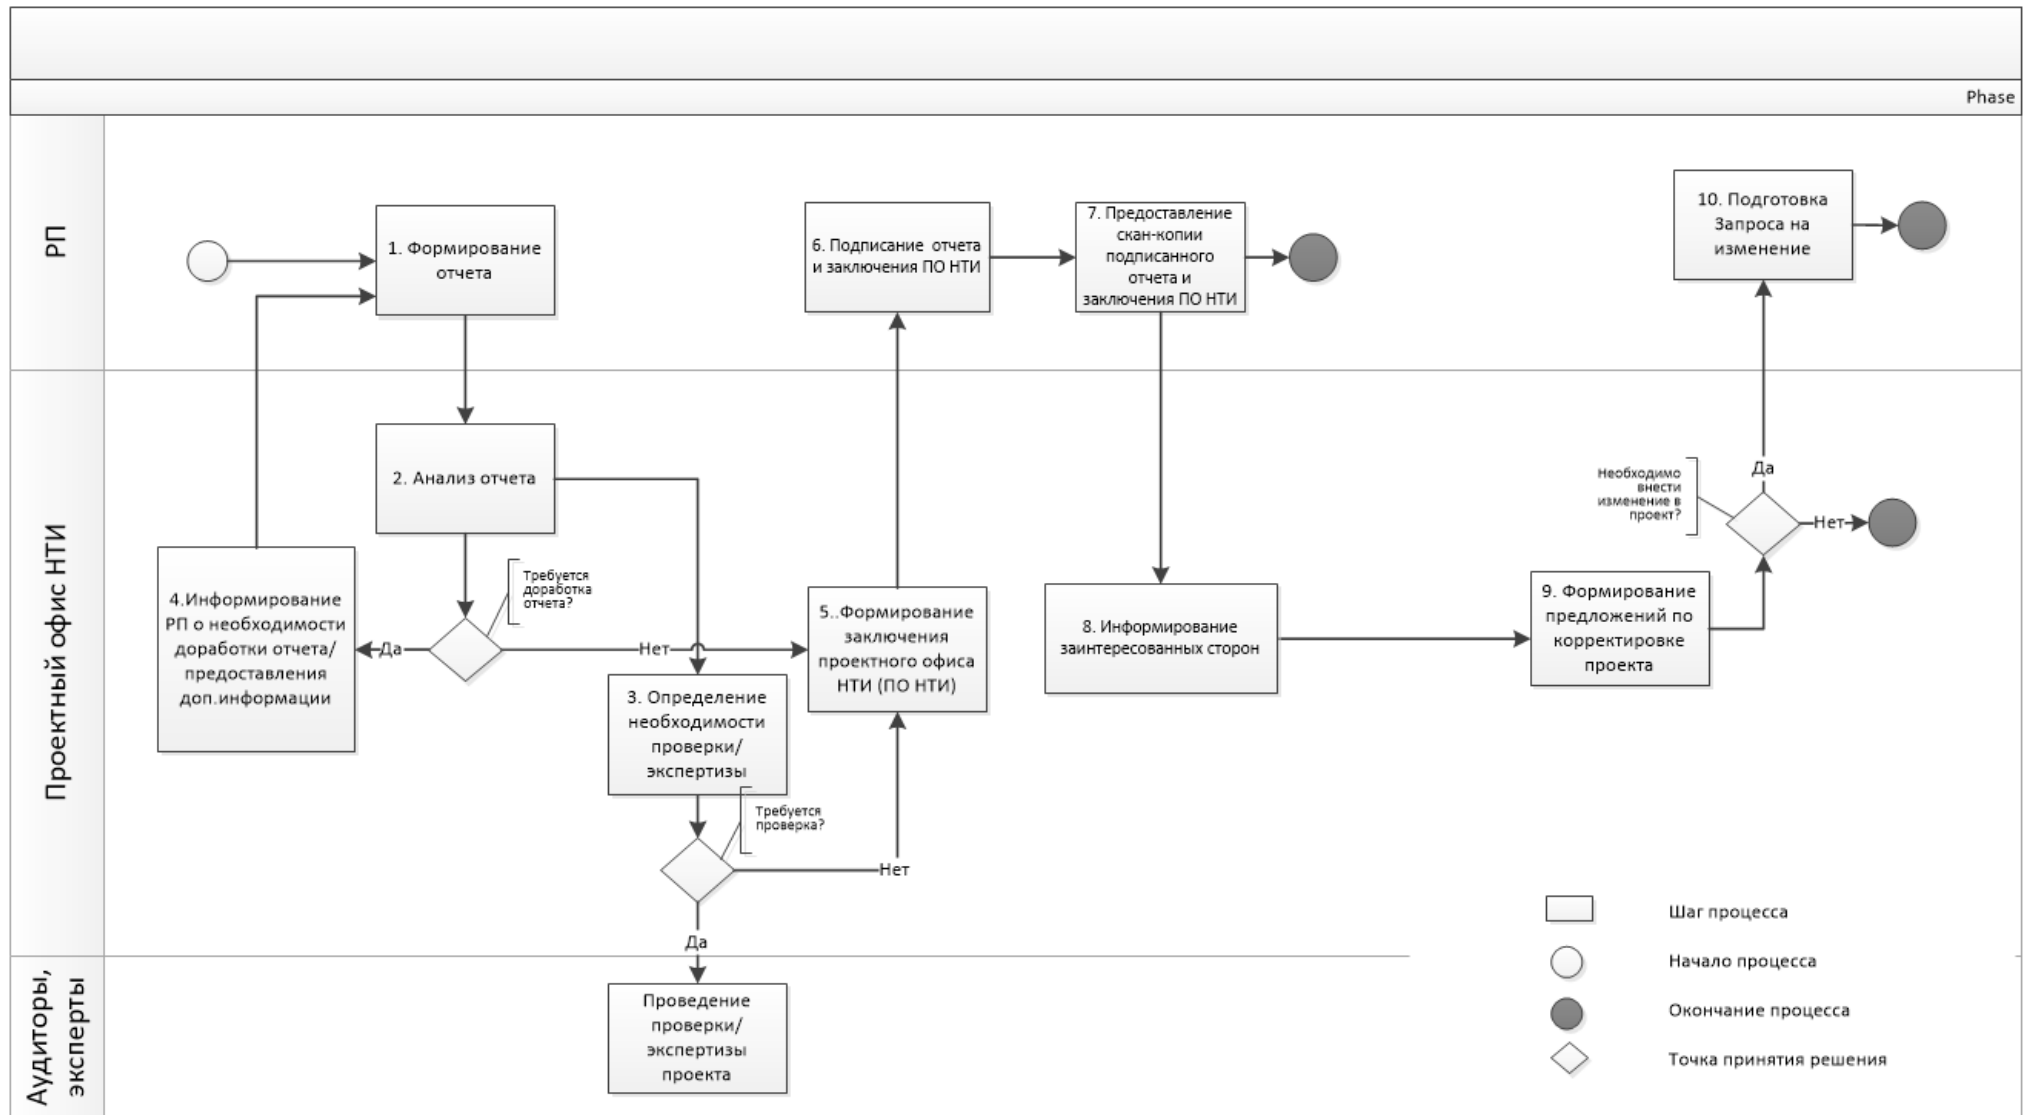 Phase
РП
1. Формирование
отчета
6. Подписание отчета
и заключения ПО НТИ
7. Предоставление
скан-копии
подписанного
отчета и
заключения ПО НТИ
10. Подготовка
Запроса на
изменение
Проектный офис НТИ
2. Анализ отчета
Требуется
доработка
отчета?
4.Информирование
РП о необходимости
доработки отчета/
предоставления
доп.информации
Да
Нет
5..Формирование
заключения
проектного офиса
НТИ (ПО НТИ)
3. Определение
необходимости
проверки/
экспертизы
Требуется
проверка?
Нет
Да
8. Информирование
заинтересованных сторон
9. Формирование
предложений по
корректировке
проекта
Необходимо
внести
изменение в
проект?
Да
Нет
Аудиторы,
эксперты
Проведение
проверки/
экспертизы
проекта
Шаг процесса
Начало процесса
Окончание процесса
Точка принятия решения